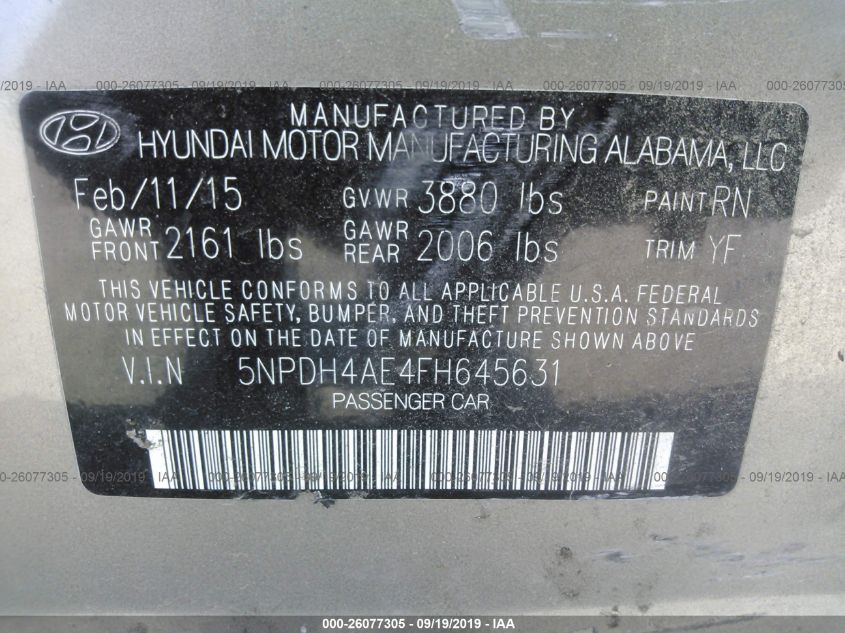 000-26077305 - 09/19/2019 - IAA
MANUFACTURED BY
HYUNDAI MOTOR MANUFACTURING ALABAMA, LLC
Feb/11/15 GVWR 3880 lbs PAINT RN
GAWR FRONT 2161 lbs GAWR REAR 2006 lbs TRIM YF
THIS VEHICLE CONFORMS TO ALL APPLICABLE U.S.A. FEDERAL
MOTOR VEHICLE SAFETY, BUMPER, AND THEFT PREVENTION STANDARDS
IN EFFECT ON THE DATE OF MANUFACTURE SHOWN ABOVE
V.I.N 5NPDH4AE4FH645631
PASSENGER CAR
000-26077305 - 09/19/2019 - IAA